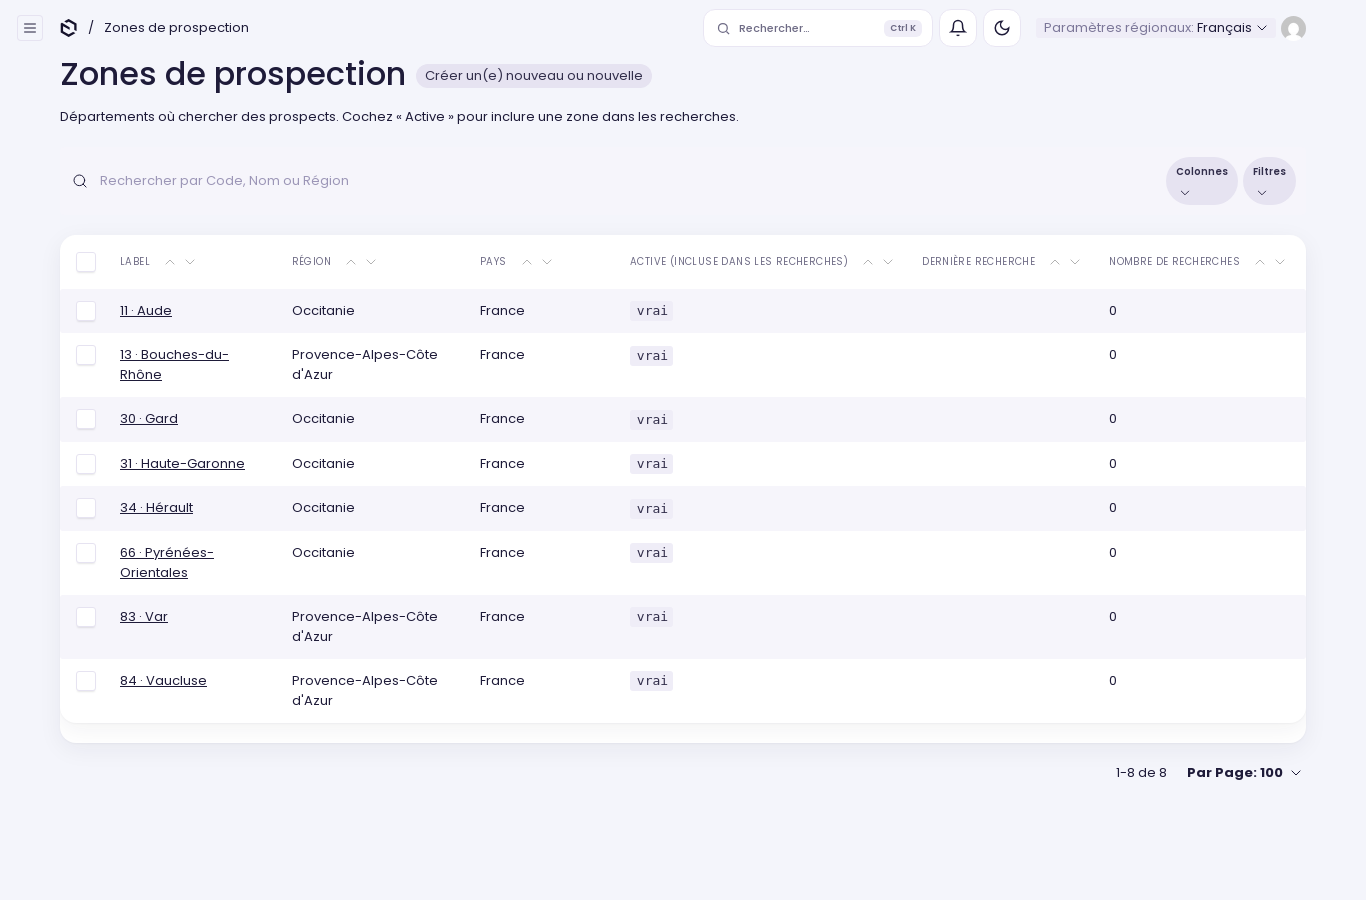 / Zones de prospection
Rechercher… Ctrl K
Paramètres régionaux: Français
Zones de prospection Créer un(e) nouveau ou nouvelle
Départements où chercher des prospects. Cochez « Active » pour inclure une zone dans les recherches.
Rechercher par Code, Nom ou Région
Colonnes Filtres
LABEL RÉGION PAYS ACTIVE (INCLUSE DANS LES RECHERCHES) DERNIÈRE RECHERCHE NOMBRE DE RECHERCHES
11 · Aude Occitanie France vrai 0
13 · Bouches-du- Provence-Alpes-Côte France vrai 0
Rhône d'Azur
30 · Gard Occitanie France vrai 0
31 · Haute-Garonne Occitanie France vrai 0
34 · Hérault Occitanie France vrai 0
66 · Pyrénées- Occitanie France vrai 0
Orientales
83 · Var Provence-Alpes-Côte France vrai 0
d'Azur
84 · Vaucluse Provence-Alpes-Côte France vrai 0
d'Azur
1-8 de 8 Par Page: 100